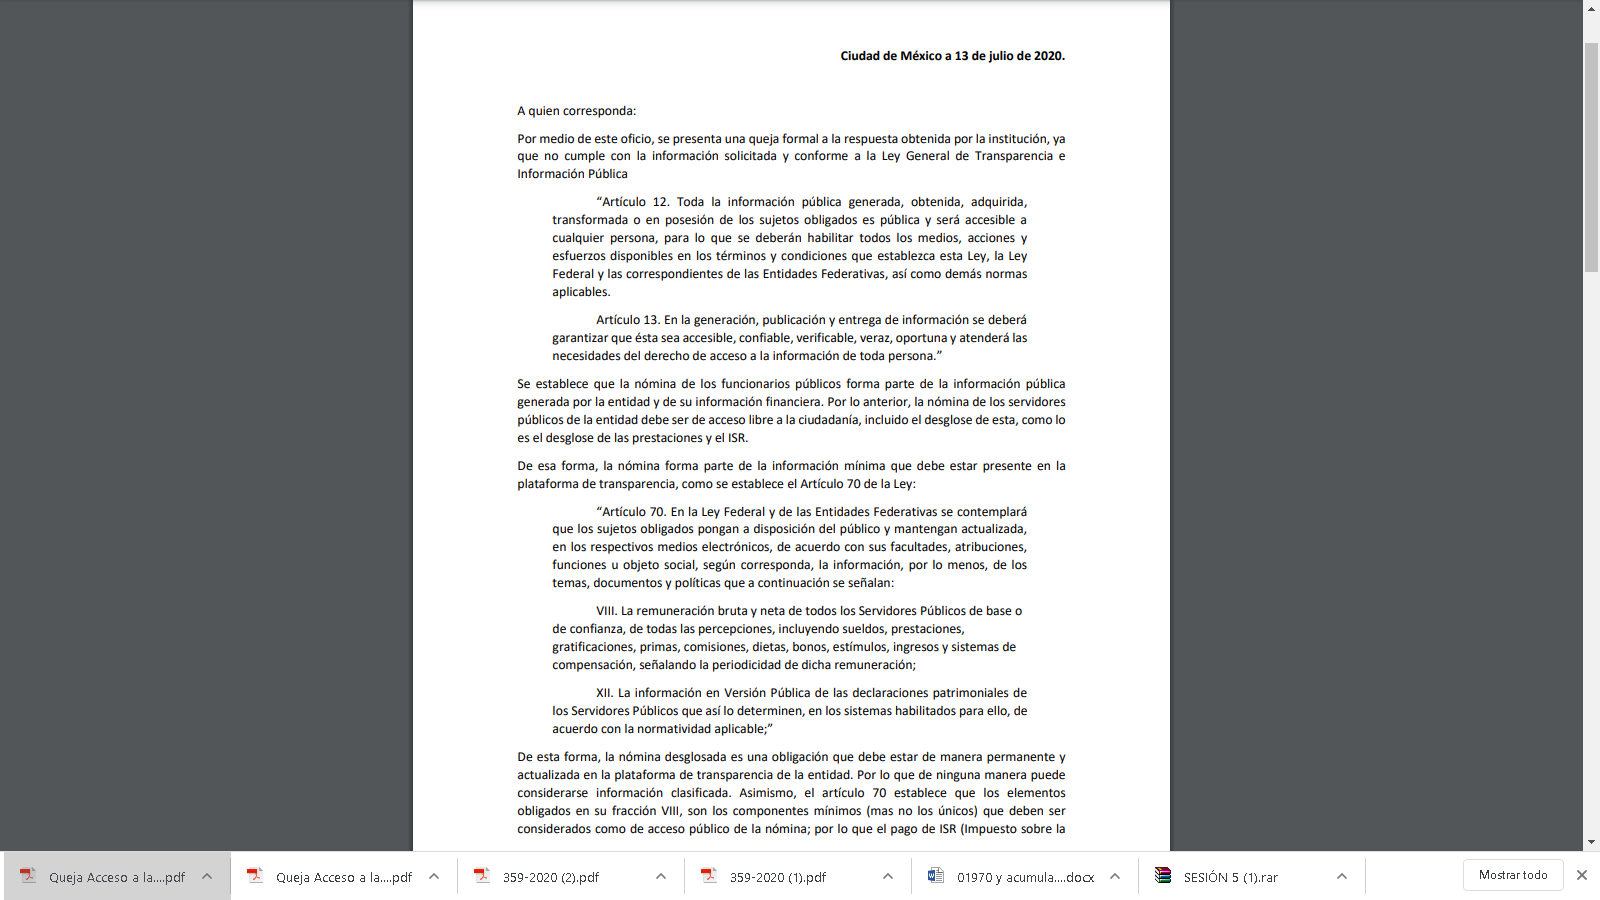 Ciudad de México a 13 de julio de 2020.
A quien corresponda:
Por medio de este oficio, se presenta una queja formal a la respuesta obtenida por la institución, ya
que no cumple con la información solicitada y conforme a la Ley General de Transparencia e
Información Pública
“Artículo 12. Toda la información pública generada, obtenida, adquirida,
transformada o en posesión de los sujetos obligados es pública y será accesible a
cualquier persona, para lo que se deberán habilitar todos los medios, acciones y
esfuerzos disponibles en los términos y condiciones que establezca esta Ley, la Ley
Federal y las correspondientes de las Entidades Federativas, así como demás normas
aplicables.
Artículo 13. En la generación, publicación y entrega de información se deberá
garantizar que ésta sea accesible, confiable, verificable, veraz, oportuna y atenderá las
necesidades del derecho de acceso a la información de toda persona.”
Se establece que la nómina de los funcionarios públicos forma parte de la información pública
generada por la entidad y de su información financiera. Por lo anterior, la nómina de los servidores
públicos de la entidad debe ser de acceso libre a la ciudadanía, incluido el desglose de esta, como lo
es el desglose de las prestaciones y el ISR.
De esa forma, la nómina forma parte de la información mínima que debe estar presente en la
plataforma de transparencia, como se establece el Artículo 70 de la Ley:
“Artículo 70. En la Ley Federal y de las Entidades Federativas se contemplará
que los sujetos obligados pongan a disposición del público y mantengan actualizada,
en los respectivos medios electrónicos, de acuerdo con sus facultades, atribuciones,
funciones u objeto social, según corresponda, la información, por lo menos, de los
temas, documentos y políticas que a continuación se señalan:
VIII. La remuneración bruta y neta de todos los Servidores Públicos de base o
de confianza, de todas las percepciones, incluyendo sueldos, prestaciones,
gratificaciones, primas, comisiones, dietas, bonos, estímulos, ingresos y sistemas de
compensación, señalando la periodicidad de dicha remuneración;
XII. La información en Versión Pública de las declaraciones patrimoniales de
los Servidores Públicos que así lo determinen, en los sistemas habilitados para ello, de
acuerdo con la normatividad aplicable;”
De esta forma, la nómina desglosada es una obligación que debe estar de manera permanente y
actualizada en la plataforma de transparencia de la entidad. Por lo que de ninguna manera puede
considerarse información clasificada. Asimismo, el artículo 70 establece que los elementos
obligados en su fracción VIII, son los componentes mínimos (mas no los únicos) que deben ser
considerados como de acceso público de la nómina; por lo que el pago de ISR (Impuesto sobre la
Queja Acceso a la....pdf
Queja Acceso a la....pdf
359-2020 (2).pdf
359-2020 (1).pdf
01970 y acumula....docx
SESIÓN 5 (1).rar
Mostrar todo